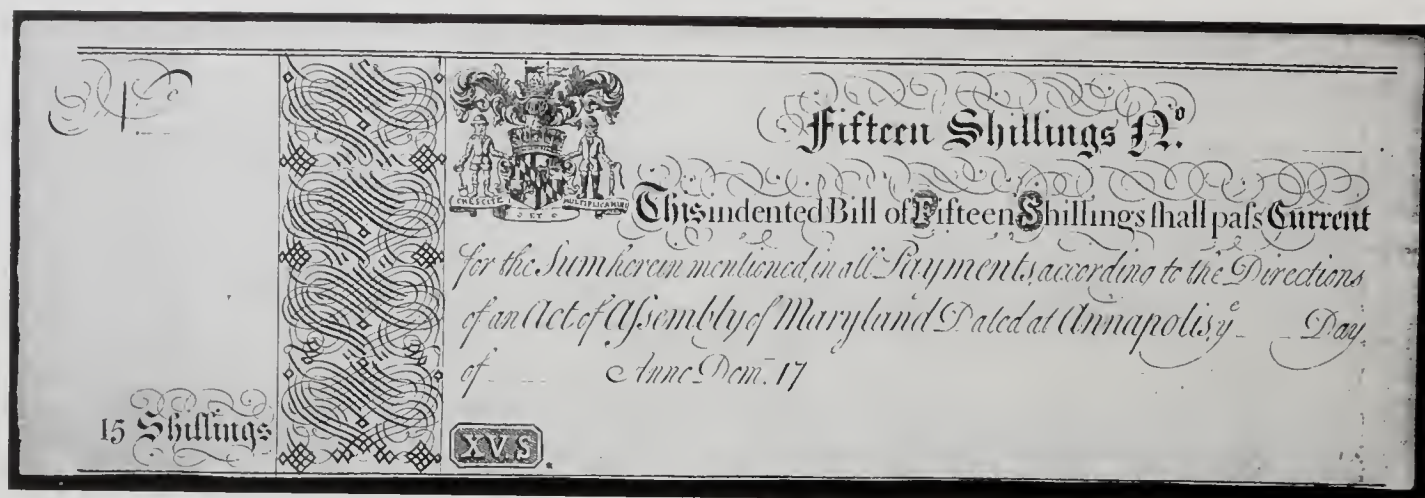 Nº
Fifteen Shillings Nº.
CRESCITE ET MULTIPLICAMINI
This indented Bill of Fifteen Shillings ſhall paſs Current
for the Sum herein mentioned, in all Payments, according to the Directions
of an Act of Aſsembly of Maryland Dated at Annapolis, yͤ Day
of Anno Dom. 17
15 Shillings
XV.S